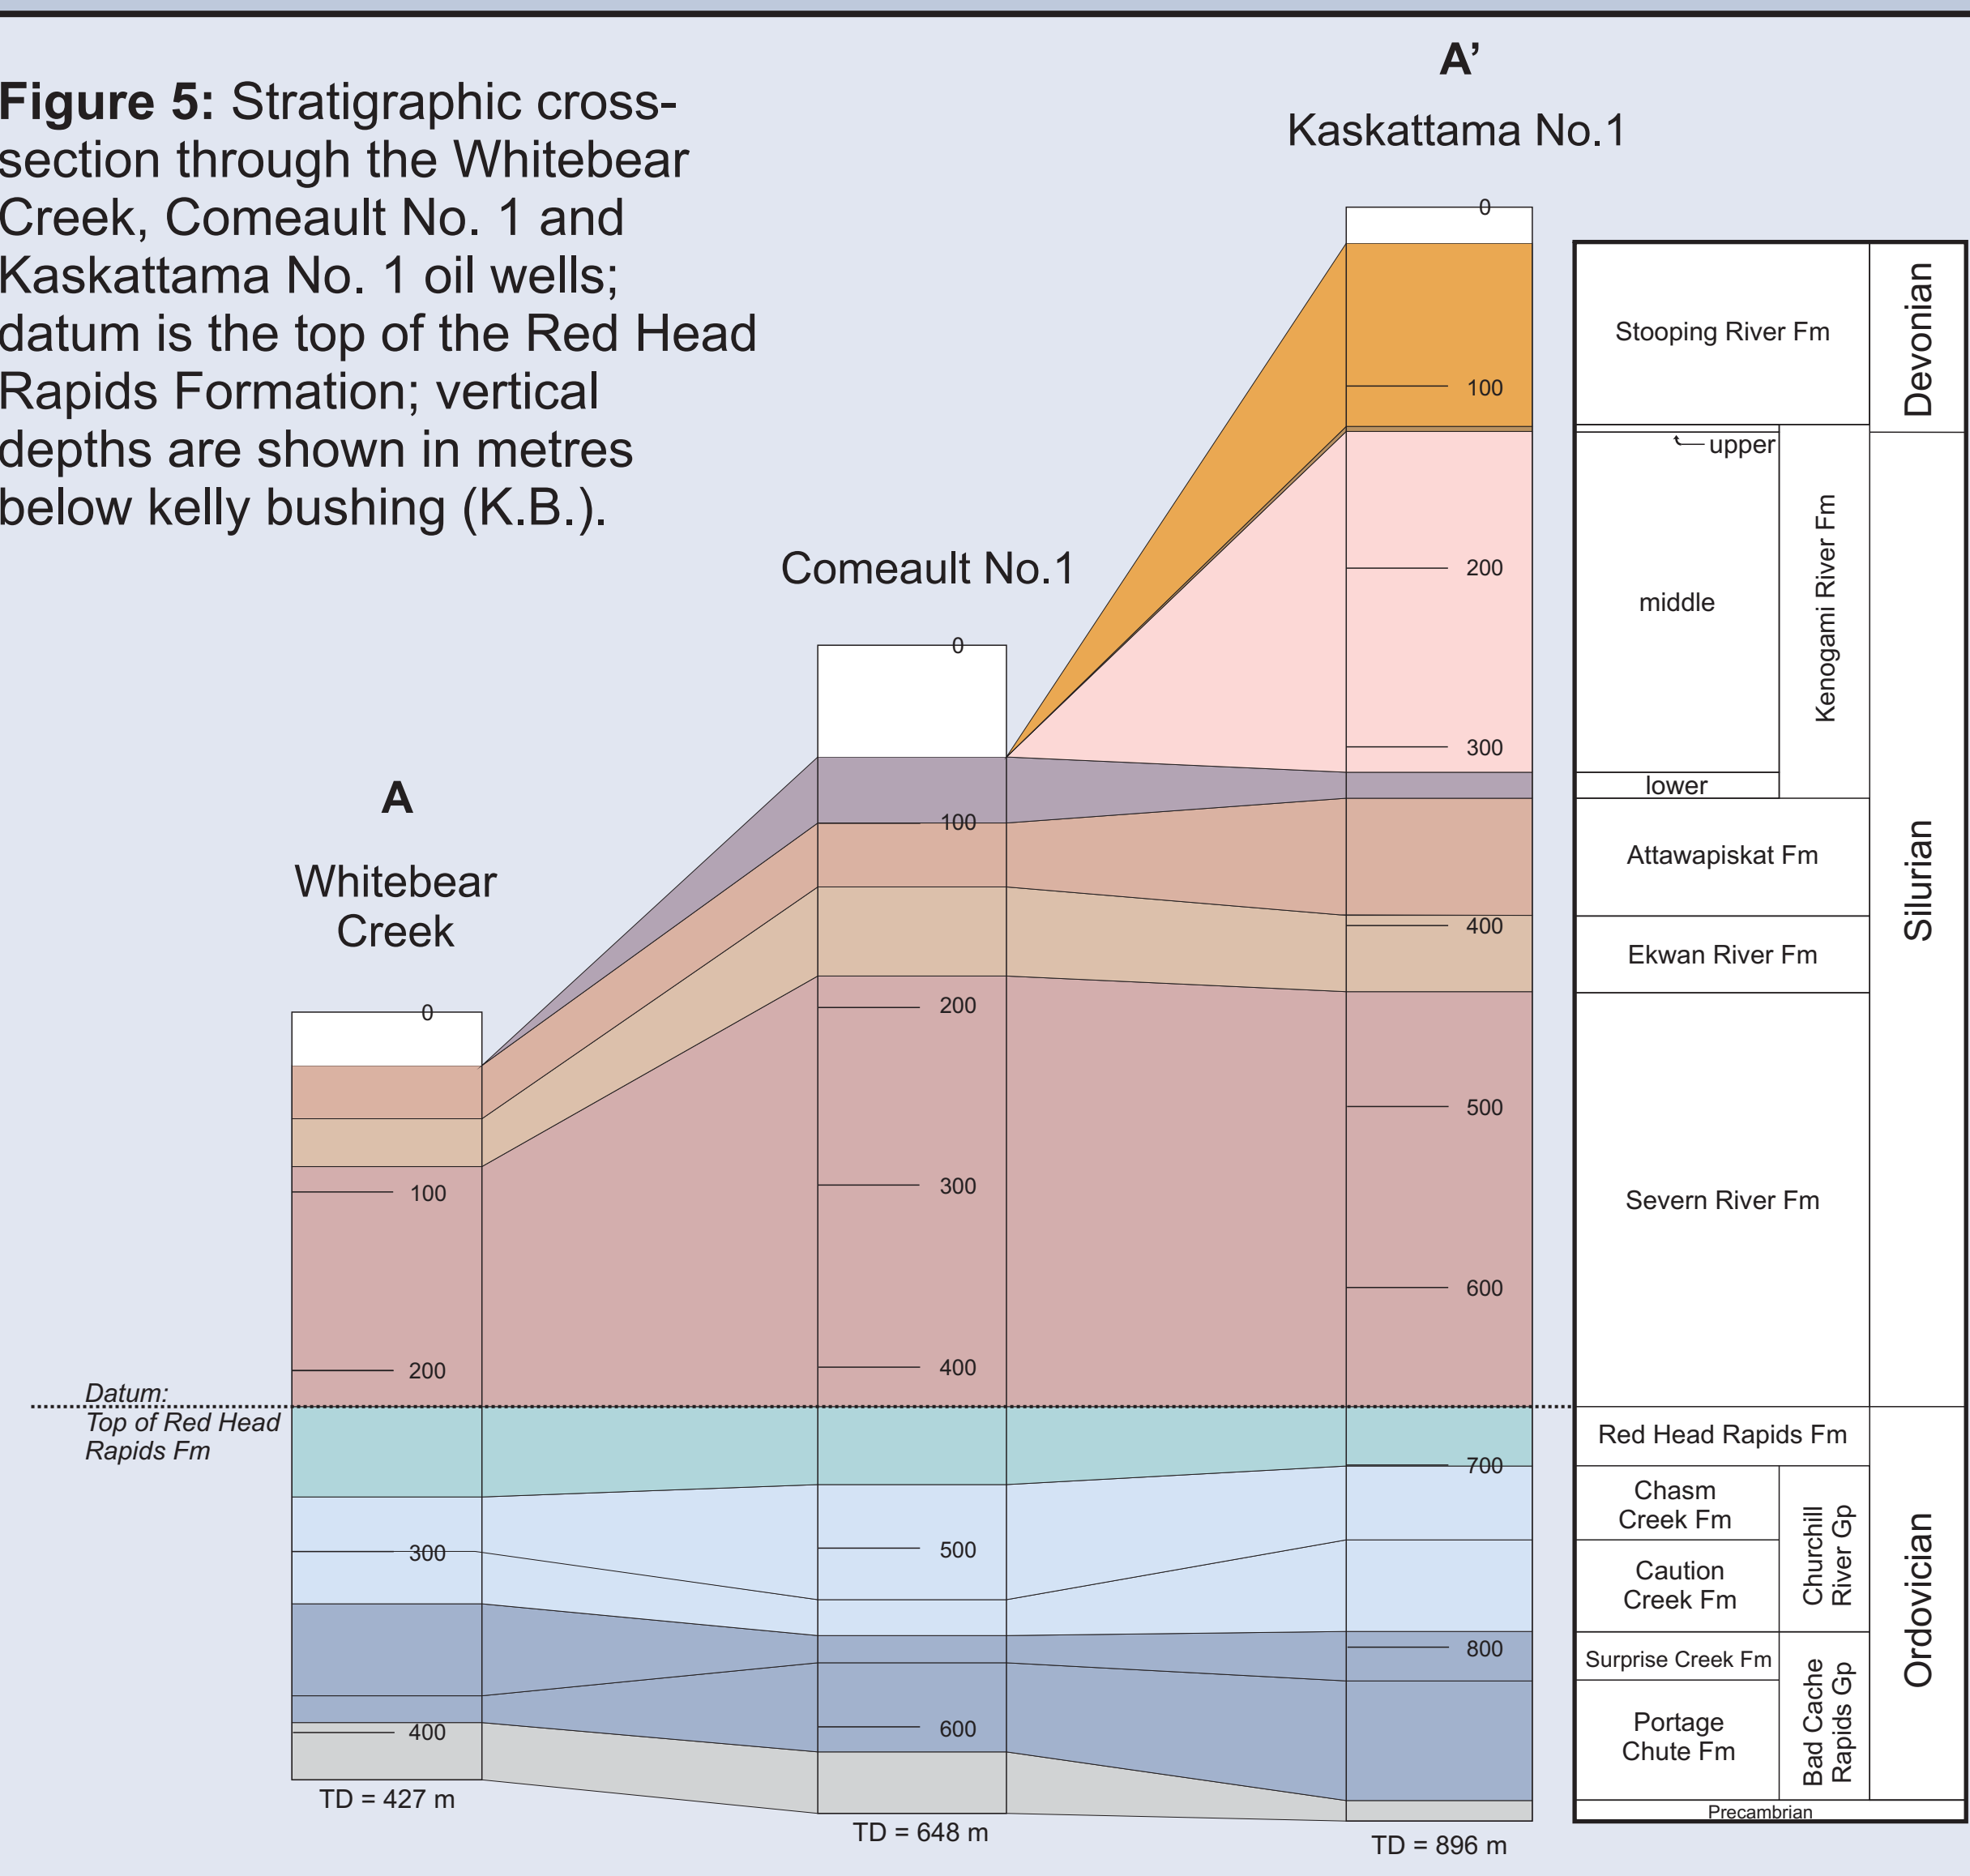 Figure 5: Stratigraphic cross-
section through the Whitebear
Creek, Comeault No. 1 and
Kaskattama No. 1 oil wells;
datum is the top of the Red Head
Rapids Formation; vertical
depths are shown in metres
below kelly bushing (K.B.).
A
Whitebear
Creek
0
100
200
300
400
TD = 427 m
Datum:
Top of Red Head
Rapids Fm
Comeault No.1
0
100
200
300
400
500
600
TD = 648 m
A’
Kaskattama No.1
0
100
200
300
400
500
600
700
800
TD = 896 m
Stooping River Fm
upper
middle
lower
Kenogami River Fm
Attawapiskat Fm
Ekwan River Fm
Severn River Fm
Red Head Rapids Fm
Chasm
Creek Fm
Caution
Creek Fm
Churchill
River Gp
Surprise Creek Fm
Portage
Chute Fm
Bad Cache
Rapids Gp
Precambrian
Devonian
Silurian
Ordovician